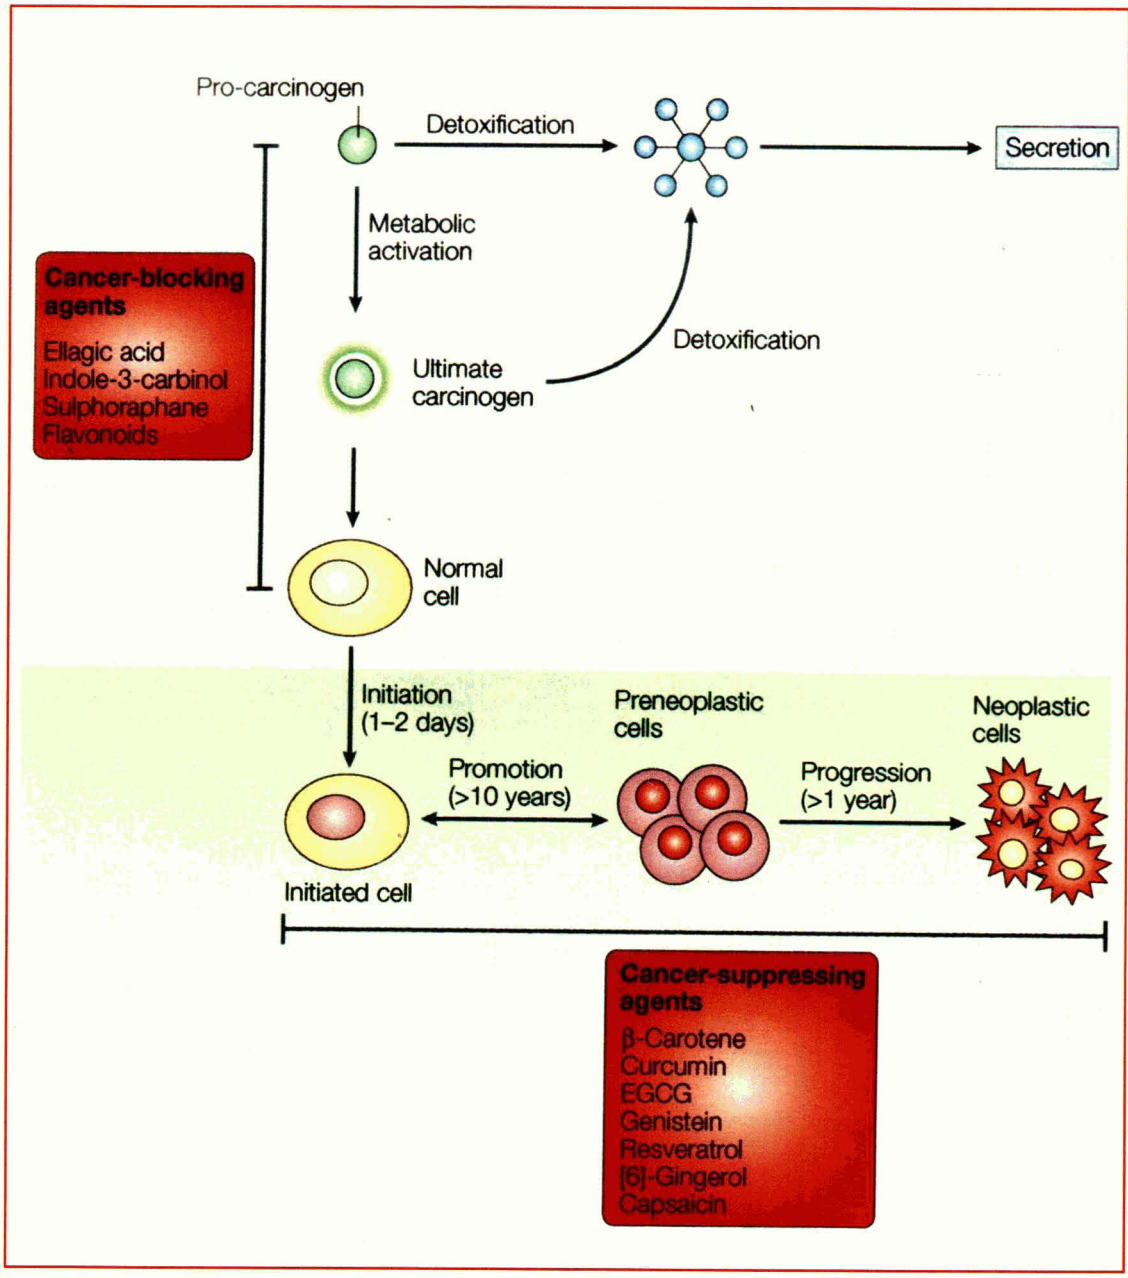 Pro-carcinogen
Detoxification
Secretion
Metabolic
activation
Cancer-blocking
agents
Ellagic acid
Indole-3-carbinol
Sulphoraphane
Flavonoids
Detoxification
Ultimate
carcinogen
Normal
cell
Initiation
(1–2 days)
Preneoplastic
cells
Neoplastic
cells
Promotion
(>10 years)
Progression
(>1 year)
Initiated cell
Cancer-suppressing
agents
β-Carotene
Curcumin
EGCG
Genistein
Resveratrol
[6]-Gingerol
Capsaicin